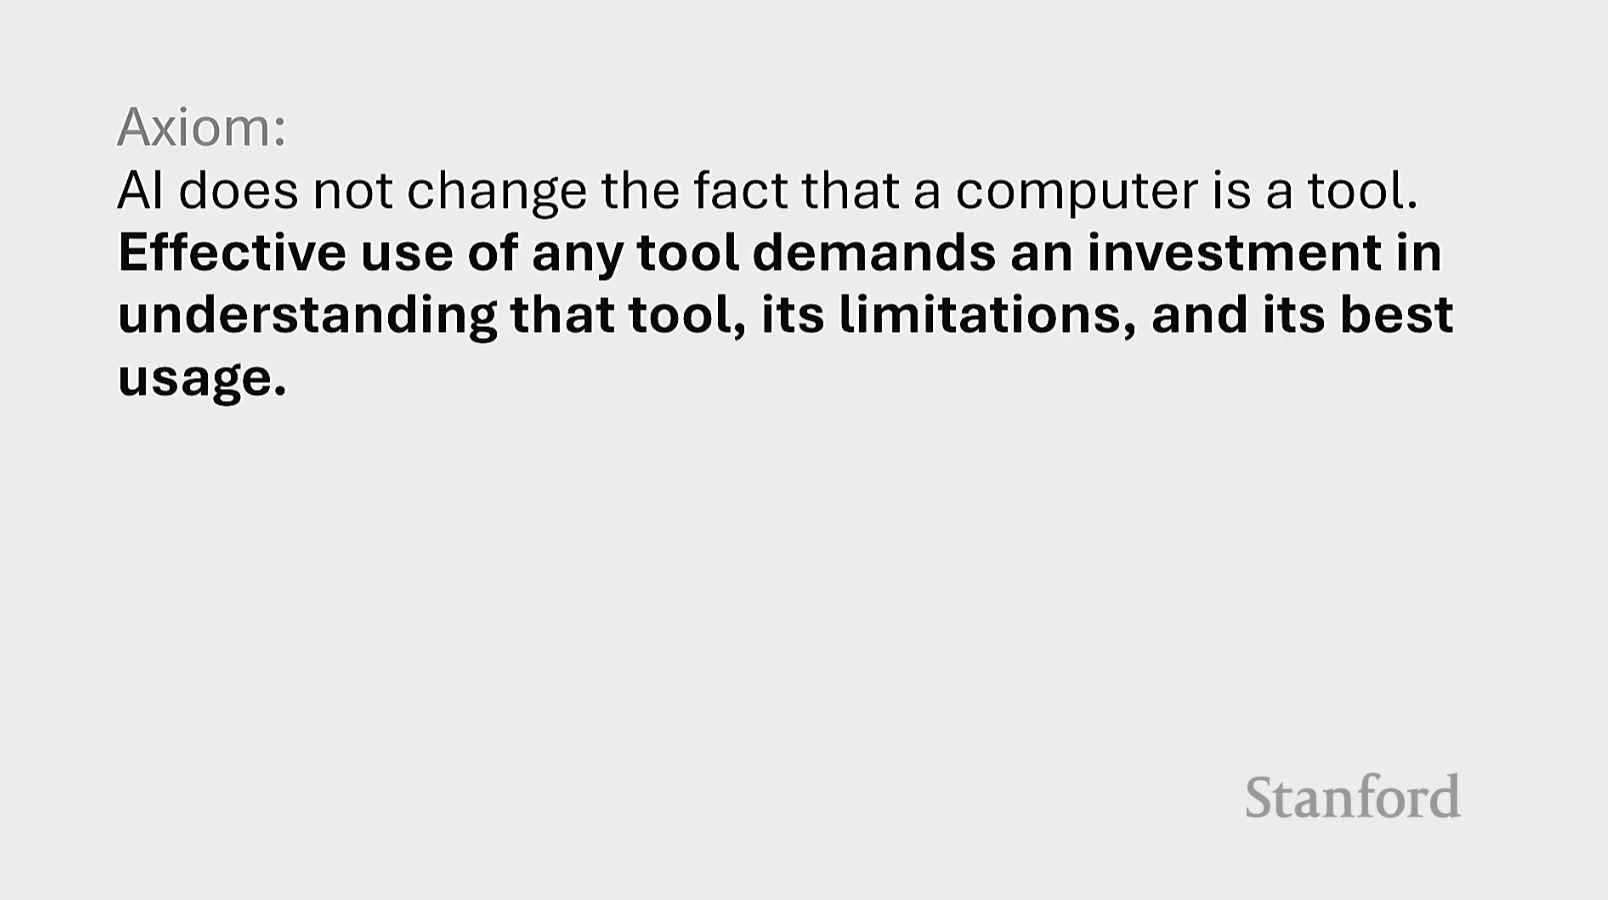 Axiom:
AI does not change the fact that a computer is a tool.
Effective use of any tool demands an investment in
understanding that tool, its limitations, and its best
usage.
Stanford